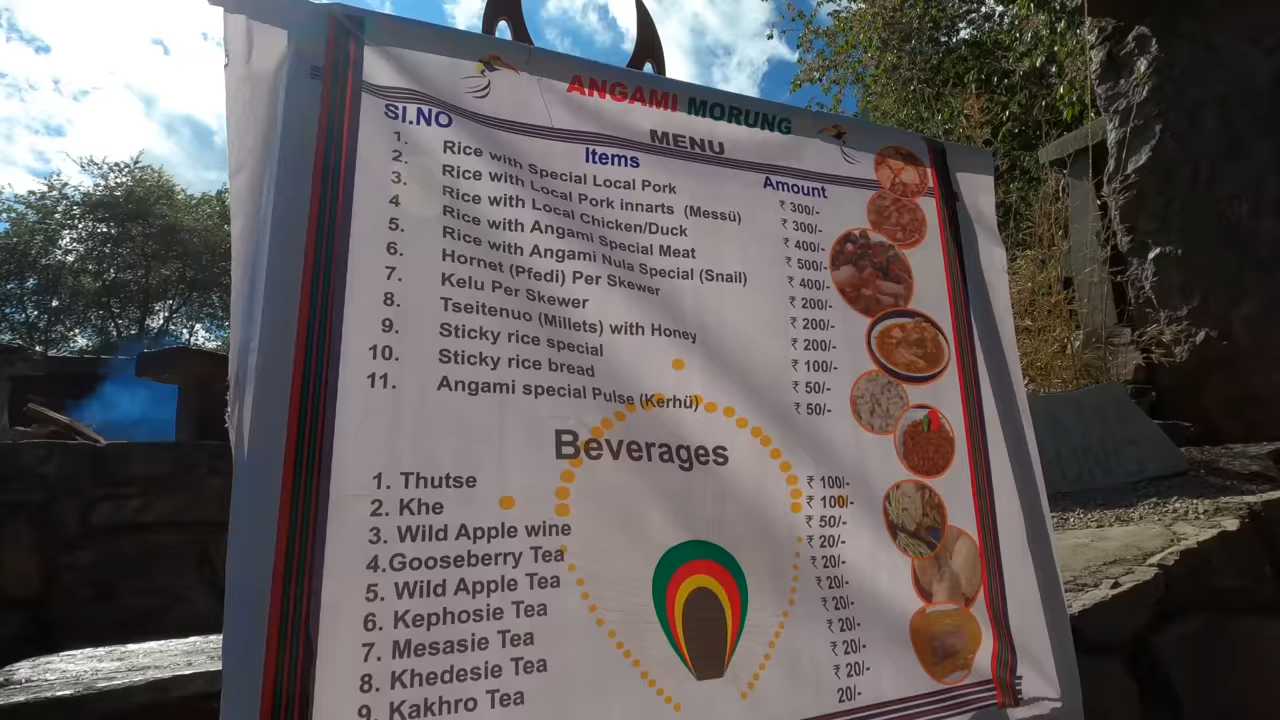 ANGAMI MORUNG
MENU
SI.NO Items Amount
1. Rice with Special Local Pork ₹ 300/-
2. Rice with Local Pork innarts (Messü) ₹ 300/-
3. Rice with Local Chicken/Duck ₹ 400/-
4 Rice with Angami Special Meat ₹ 500/-
5. Rice with Angami Nula Special (Snail) ₹ 400/-
6. Hornet (Pfedi) Per Skewer ₹ 200/-
7. Kelu Per Skewer ₹ 200/-
8. Tseitenuo (Millets) with Honey ₹ 200/-
9. Sticky rice special ₹ 100/-
10. Sticky rice bread ₹ 50/-
11. Angami special Pulse (Kerhü) ₹ 50/-
Beverages
1. Thutse ₹ 100/-
2. Khe ₹ 100/-
3. Wild Apple wine ₹ 50/-
4.Gooseberry Tea ₹ 20/-
5. Wild Apple Tea ₹ 20/-
6. Kephosie Tea ₹ 20/-
7. Mesasie Tea ₹ 20/-
8. Khedesie Tea ₹ 20/-
9. Kakhro Tea ₹ 20/-
20/-